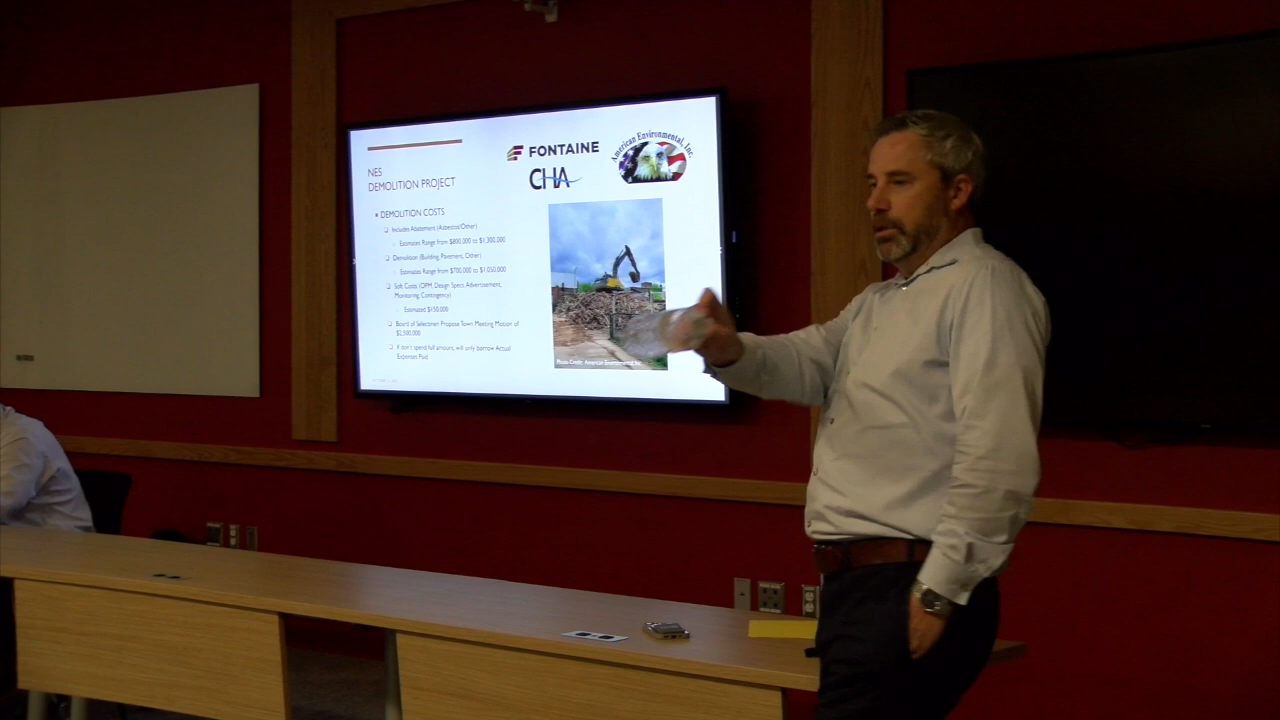 NES
DEMOLITION PROJECT
FONTAINE
CHA
American Environmental, Inc.
DEMOLITION COSTS
Includes Abatement (Asbestos/Other)
Estimates Range from $800,000 to $1,300,000
Demolition (Building, Pavement, Other)
Estimates Range from $700,000 to $1,050,000
Soft Costs (OPM, Design Specs, Advertisement,
Monitoring, Contingency)
Estimated $150,000
Board of Selectmen Propose Town Meeting Motion of
$2,500,000
If don't spend full amount, will only borrow Actual
Expenses Paid
Photo Credit: American Environmental Inc